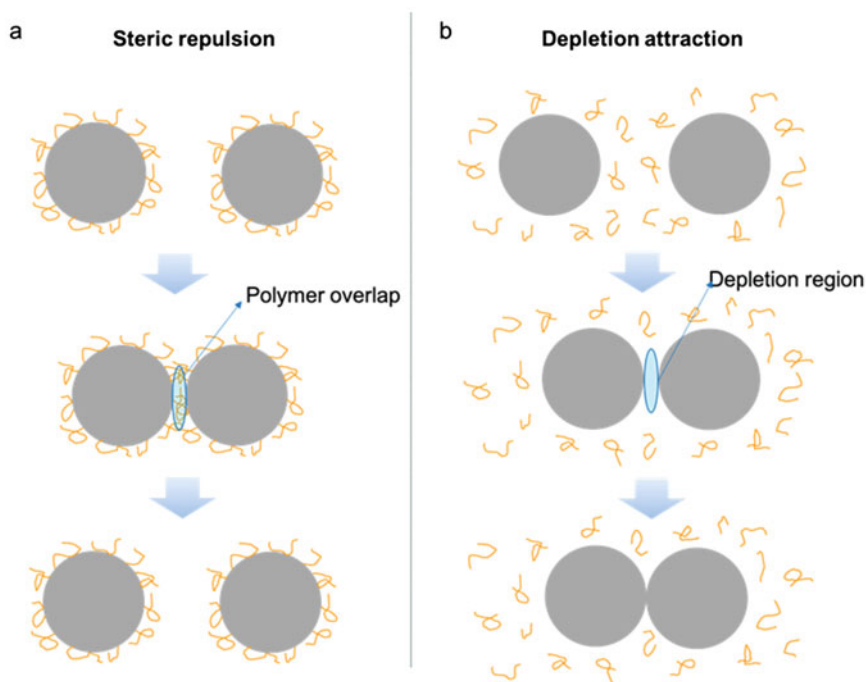 a
Steric repulsion
Polymer overlap
b
Depletion attraction
Depletion region